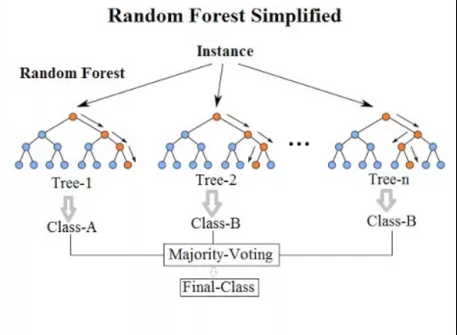 Random Forest Simplified
Instance
Random Forest
...
Tree-1 Tree-2 Tree-n
Class-A Class-B Class-B
Majority-Voting
Final-Class